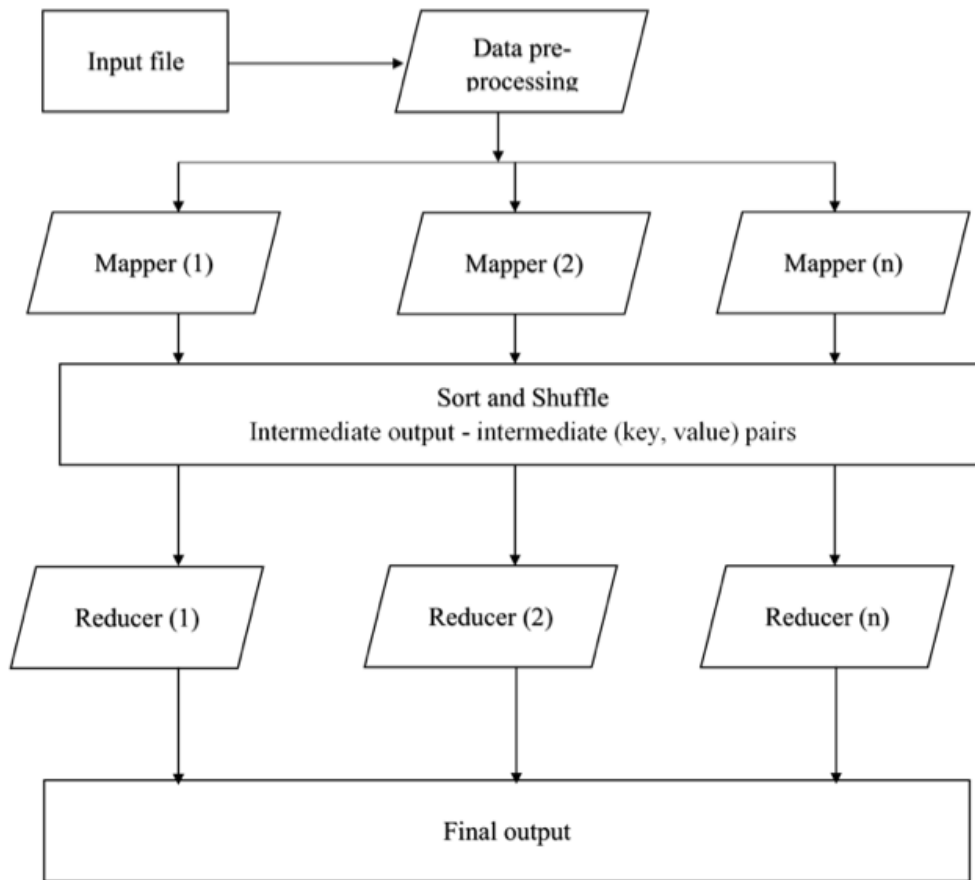 Input file
Data pre-
processing
Mapper (1)
Mapper (2)
Mapper (n)
Sort and Shuffle
Intermediate output - intermediate (key, value) pairs
Reducer (1)
Reducer (2)
Reducer (n)
Final output